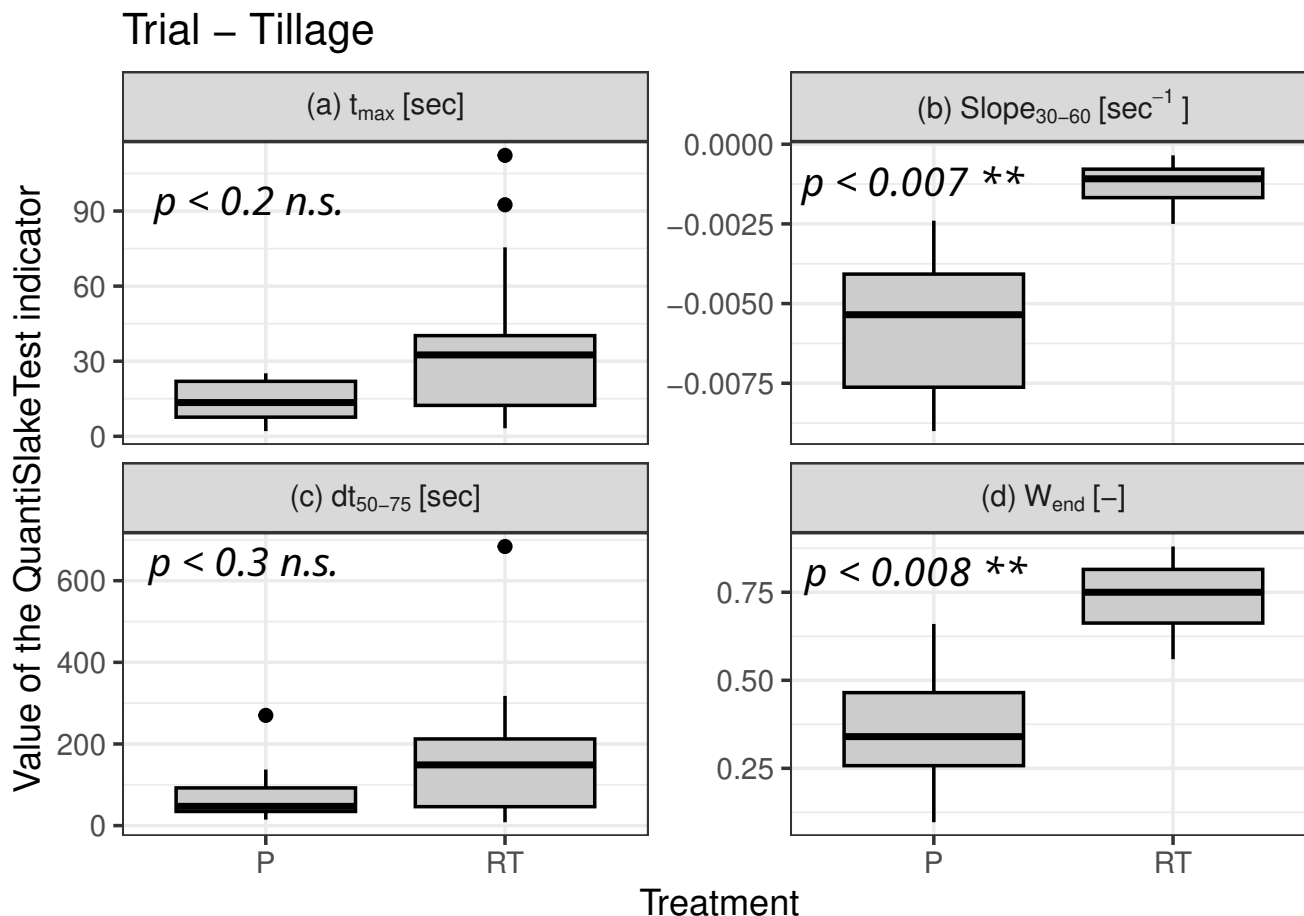 Trial − Tillage
Value of the QuantiSlakeTest indicator
(a) tmax [sec]
p < 0.2 n.s.
90
60
30
0
(b) Slope30−60 [sec−1 ]
p < 0.007 **
0.0000
−0.0025
−0.0050
−0.0075
(c) dt50−75 [sec]
p < 0.3 n.s.
600
400
200
0
P
RT
(d) Wend [−]
p < 0.008 **
0.75
0.50
0.25
P
RT
Treatment